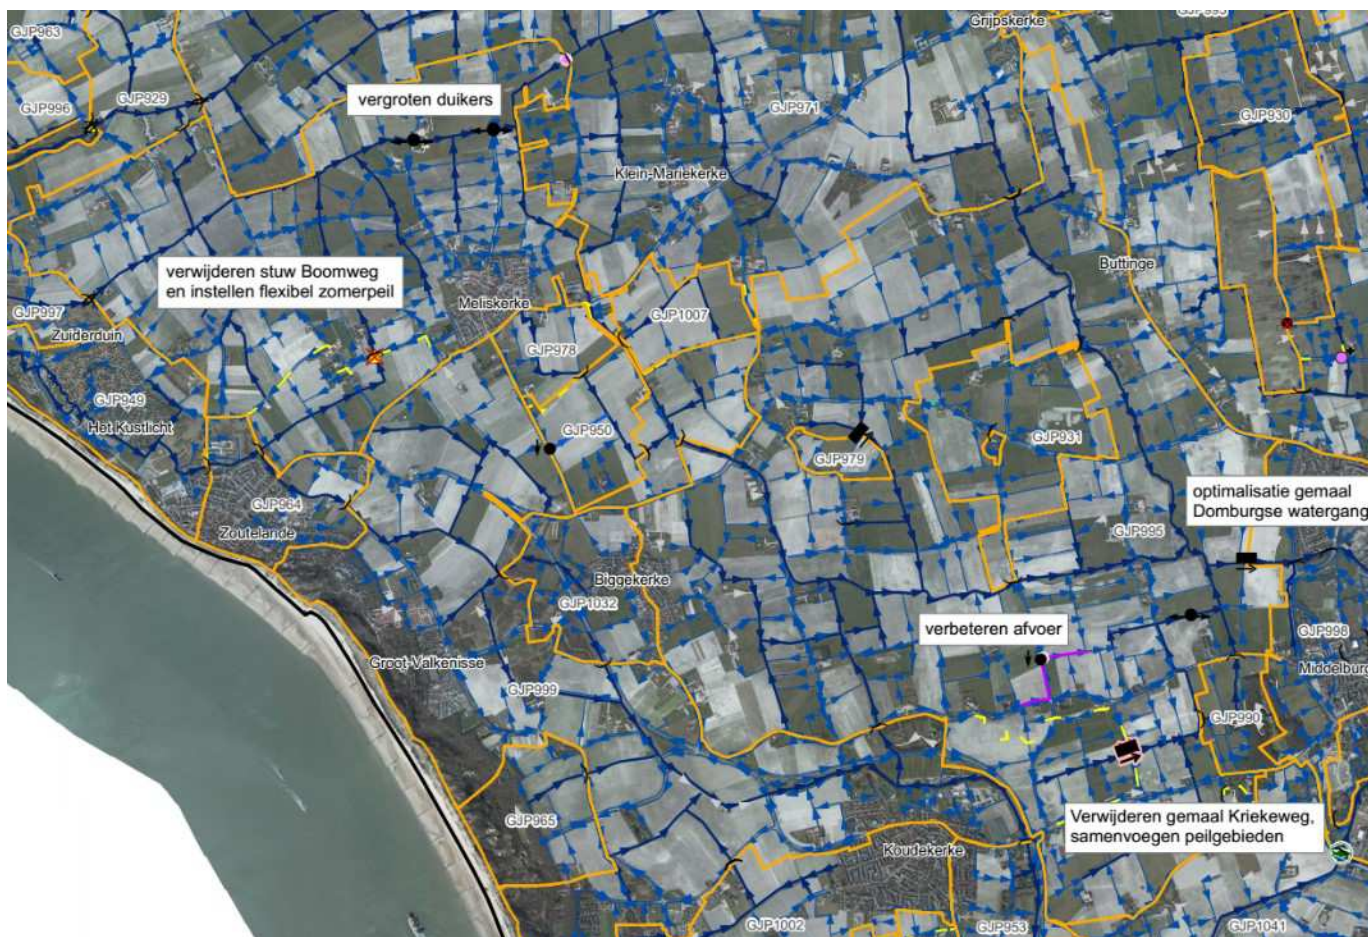 Grijpskerke
GJP993
GJP963
GJP929
GJP996
vergroten duikers
GJP971
GJP930
Klein-Mariekerke
verwijderen stuw Boomweg
en instellen flexibel zomerpeil
Buttinge
Meliskerke
GJP1007
GJP997
Zuiderduin
GJP978
GJP949
Het Kustlicht
GJP950
GJP931
GJP979
optimalisatie gemaal
Domburgse watergang
GJP964
Zoutelande
GJP995
Biggekerke
GJP1032
verbeteren afvoer
GJP998
Groot-Valkenisse
Middelburg
GJP999
GJP990
GJP965
Verwijderen gemaal Kriekeweg,
samenvoegen peilgebieden
Koudekerke
GJP1002
GJP953
GJP1041